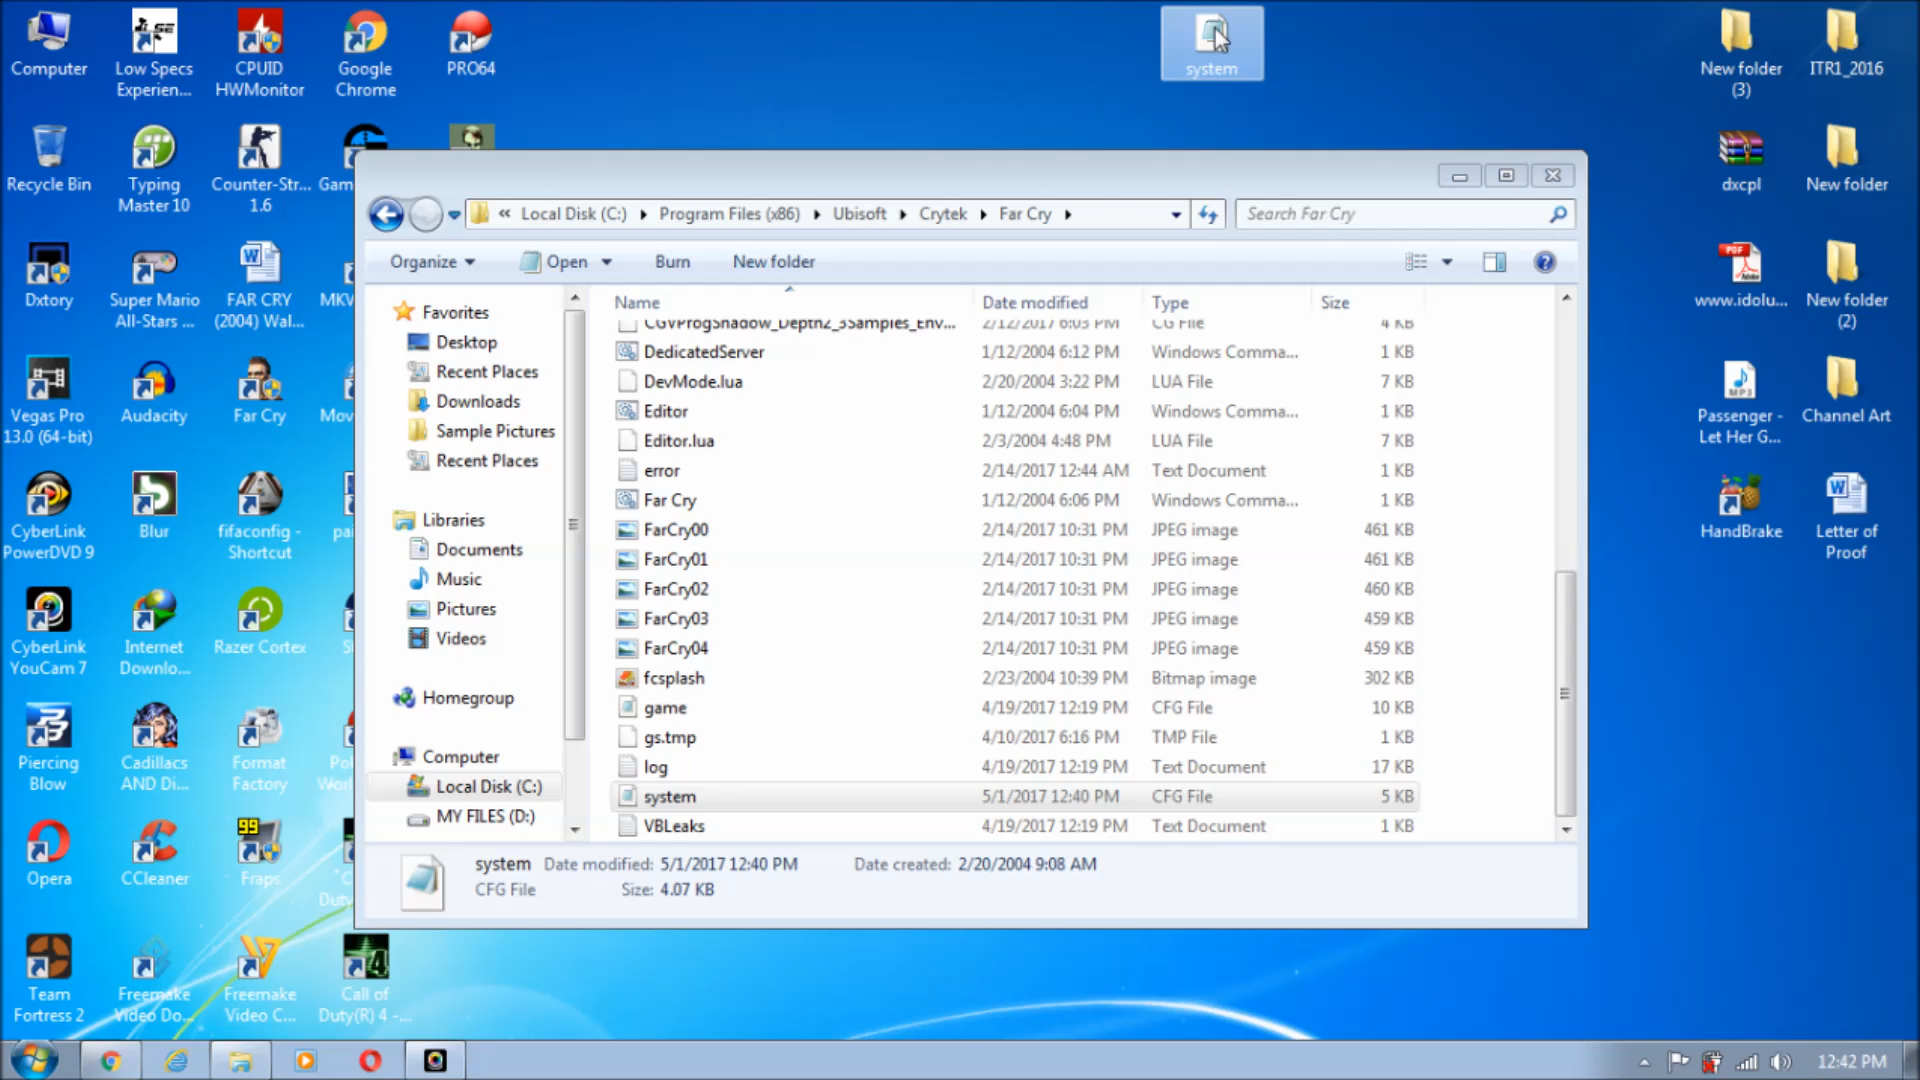 Computer
Low Specs
Experien...
CPUID
HWMonitor
Google
Chrome
PRO64
system
New folder
(3)
ITR1_2016
Recycle Bin
Typing
Master 10
Counter-Str...
1.6
Gam
dxcpl
New folder
Dxtory
Super Mario
All-Stars ...
FAR CRY
(2004) Wal...
MKV
www.idolu...
New folder
(2)
Vegas Pro
13.0 (64-bit)
Audacity
Far Cry
Mov
Passenger -
Let Her G...
Channel Art
CyberLink
PowerDVD 9
Blur
fifaconfig -
Shortcut
pai
HandBrake
Letter of
Proof
CyberLink
YouCam 7
Internet
Downlo...
Razer Cortex
Piercing
Blow
Cadillacs
AND Di...
Format
Factory
Opera
CCleaner
Fraps
Team
Fortress 2
Freemake
Video Do...
Freemake
Video C...
Call of
Duty(R) 4 -...
« Local Disk (C:) Program Files (x86) Ubisoft Crytek Far Cry
Search Far Cry
Organize Open Burn New folder
Favorites
Desktop
Recent Places
Downloads
Sample Pictures
Recent Places
Libraries
Documents
Music
Pictures
Videos
Homegroup
Computer
Local Disk (C:)
MY FILES (D:)
Name Date modified Type Size
CGVProgShadow_Depth2_3Samples_Env... 2/12/2017 6:03 PM CG File 4 KB
DedicatedServer 1/12/2004 6:12 PM Windows Comma... 1 KB
DevMode.lua 2/20/2004 3:22 PM LUA File 7 KB
Editor 1/12/2004 6:04 PM Windows Comma... 1 KB
Editor.lua 2/3/2004 4:48 PM LUA File 7 KB
error 2/14/2017 12:44 AM Text Document 1 KB
Far Cry 1/12/2004 6:06 PM Windows Comma... 1 KB
FarCry00 2/14/2017 10:31 PM JPEG image 461 KB
FarCry01 2/14/2017 10:31 PM JPEG image 461 KB
FarCry02 2/14/2017 10:31 PM JPEG image 460 KB
FarCry03 2/14/2017 10:31 PM JPEG image 459 KB
FarCry04 2/14/2017 10:31 PM JPEG image 459 KB
fcsplash 2/23/2004 10:39 PM Bitmap image 302 KB
game 4/19/2017 12:19 PM CFG File 10 KB
gs.tmp 4/10/2017 6:16 PM TMP File 1 KB
log 4/19/2017 12:19 PM Text Document 17 KB
system 5/1/2017 12:40 PM CFG File 5 KB
VBLeaks 4/19/2017 12:19 PM Text Document 1 KB
system Date modified: 5/1/2017 12:40 PM Date created: 2/20/2004 9:08 AM
CFG File Size: 4.07 KB
12:42 PM